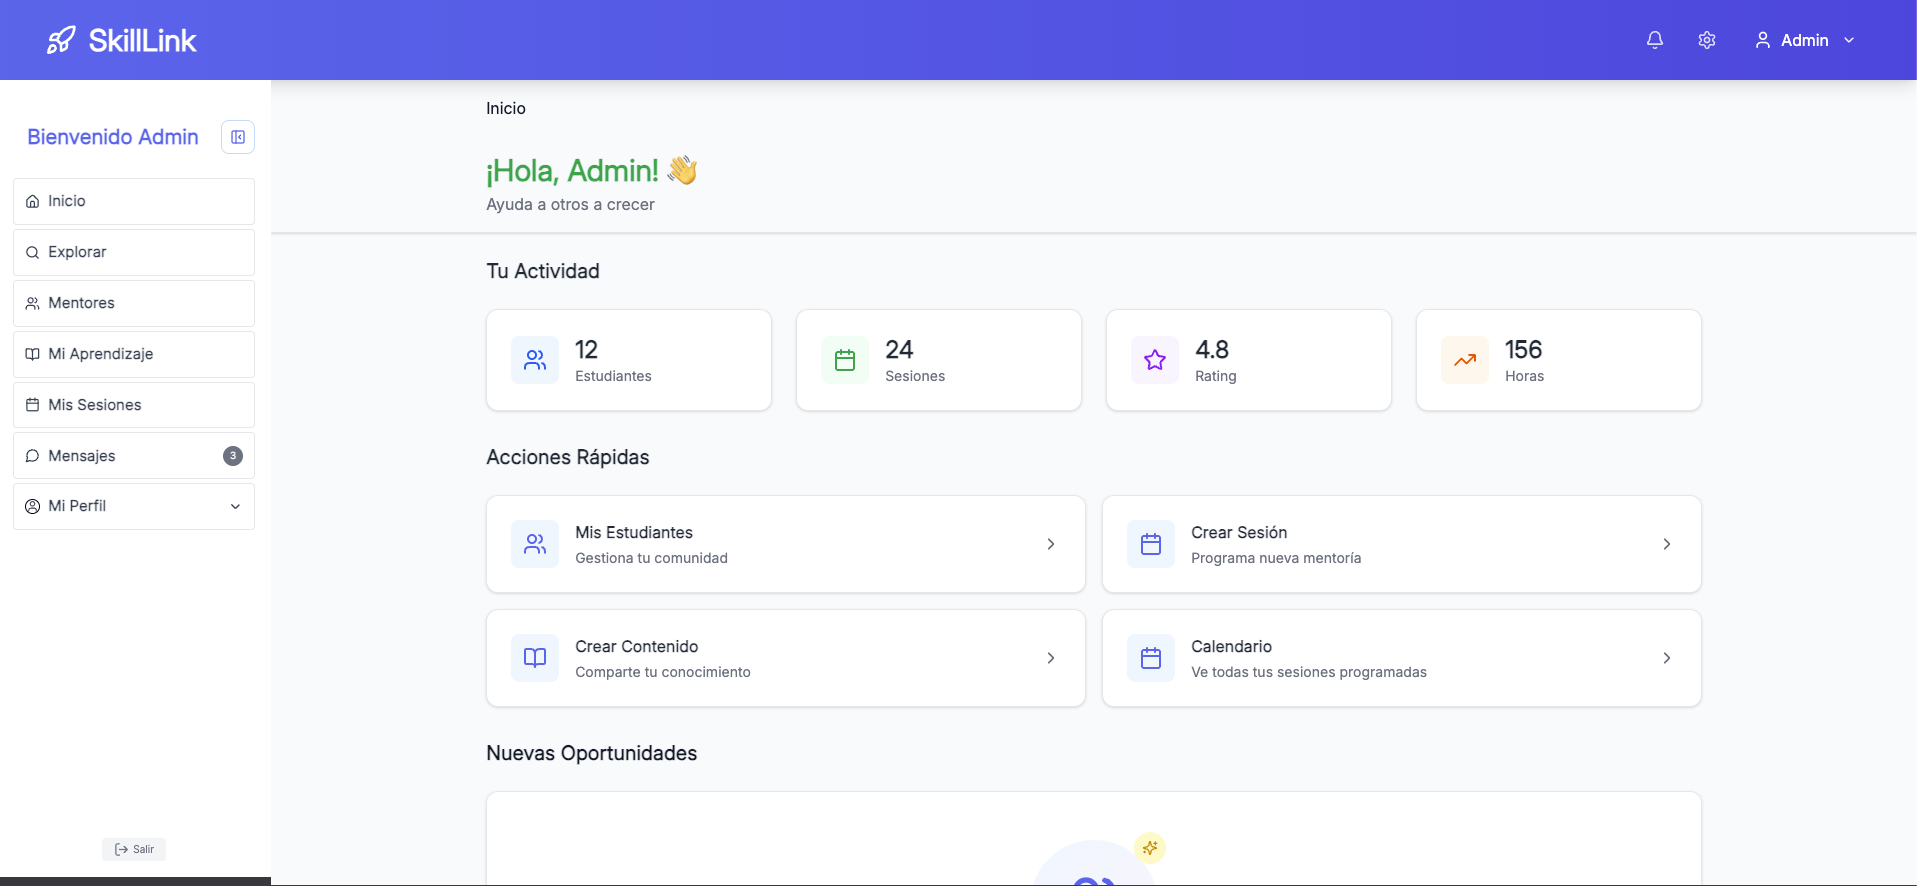 SkillLink
Admin
Bienvenido Admin
Inicio
Explorar
Mentores
Mi Aprendizaje
Mis Sesiones
Mensajes 3
Mi Perfil
Salir
Inicio
¡Hola, Admin! 👋
Ayuda a otros a crecer
Tu Actividad
12
Estudiantes
24
Sesiones
4.8
Rating
156
Horas
Acciones Rápidas
Mis Estudiantes
Gestiona tu comunidad
Crear Sesión
Programa nueva mentoría
Crear Contenido
Comparte tu conocimiento
Calendario
Ve todas tus sesiones programadas
Nuevas Oportunidades